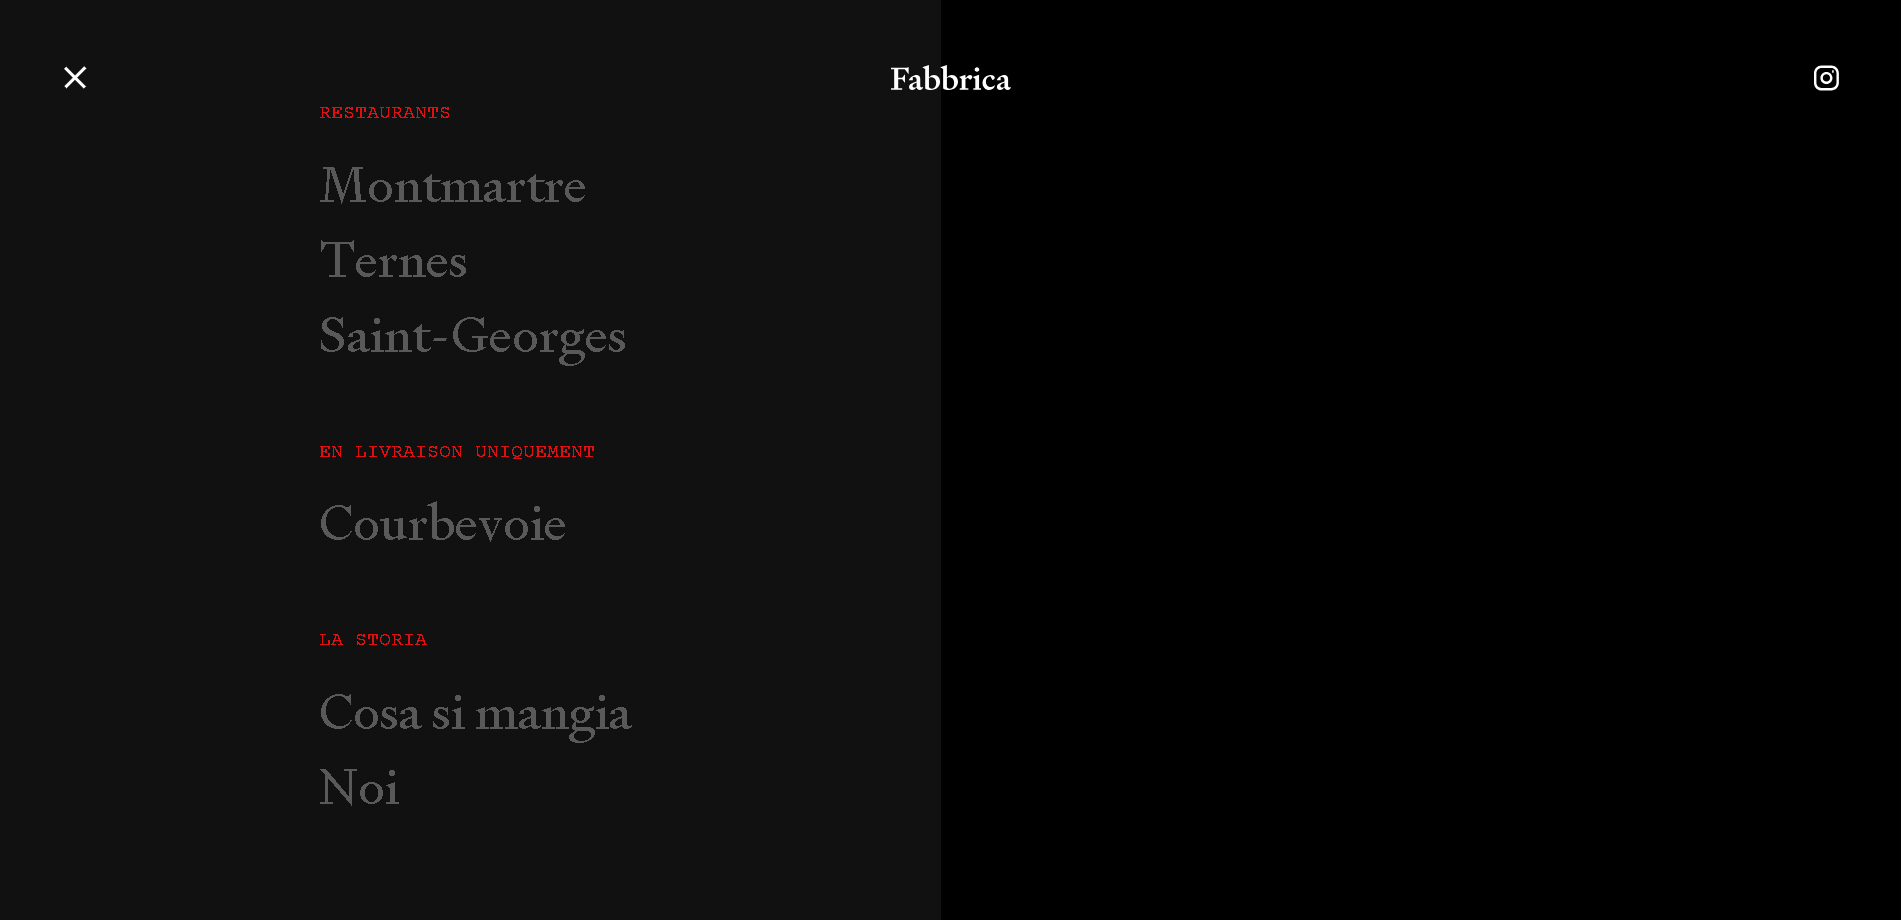 Fabbrica
RESTAURANTS
Montmartre
Ternes
Saint-Georges
EN LIVRAISON UNIQUEMENT
Courbevoie
LA STORIA
Cosa si mangia
Noi